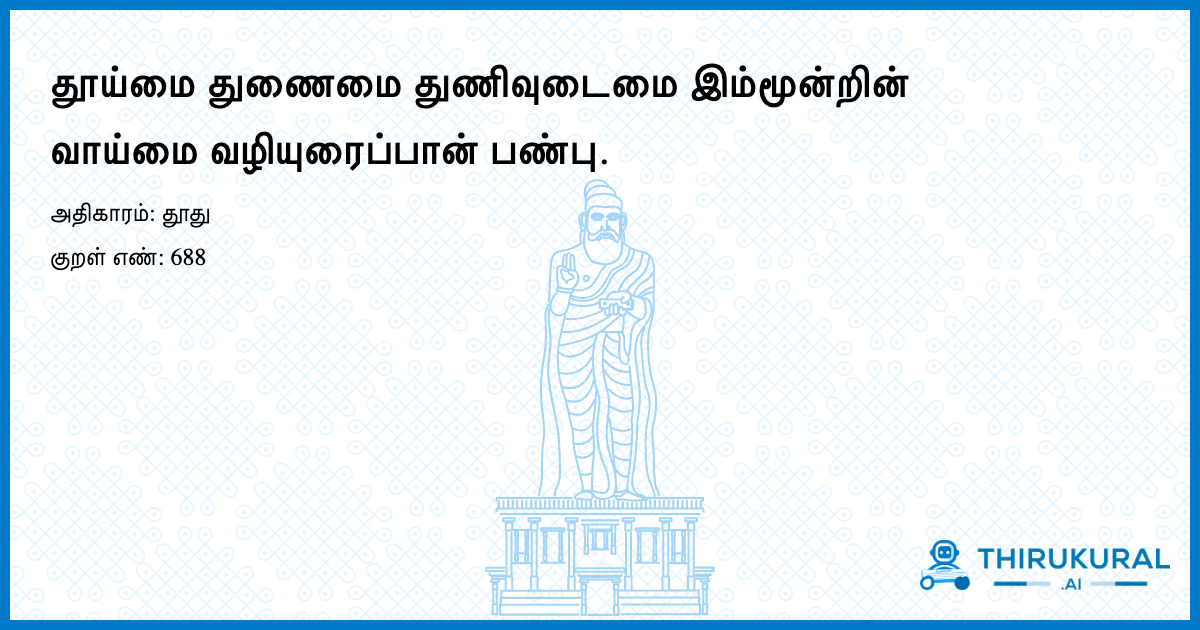 தூய்மை துணைமை துணிவுடைமை இம்மூன்றின்
வாய்மை வழியுரைப்பான் பண்பு.
அதிகாரம்: தூது
குறள் எண்: 688
THIRUKURAL
.AI